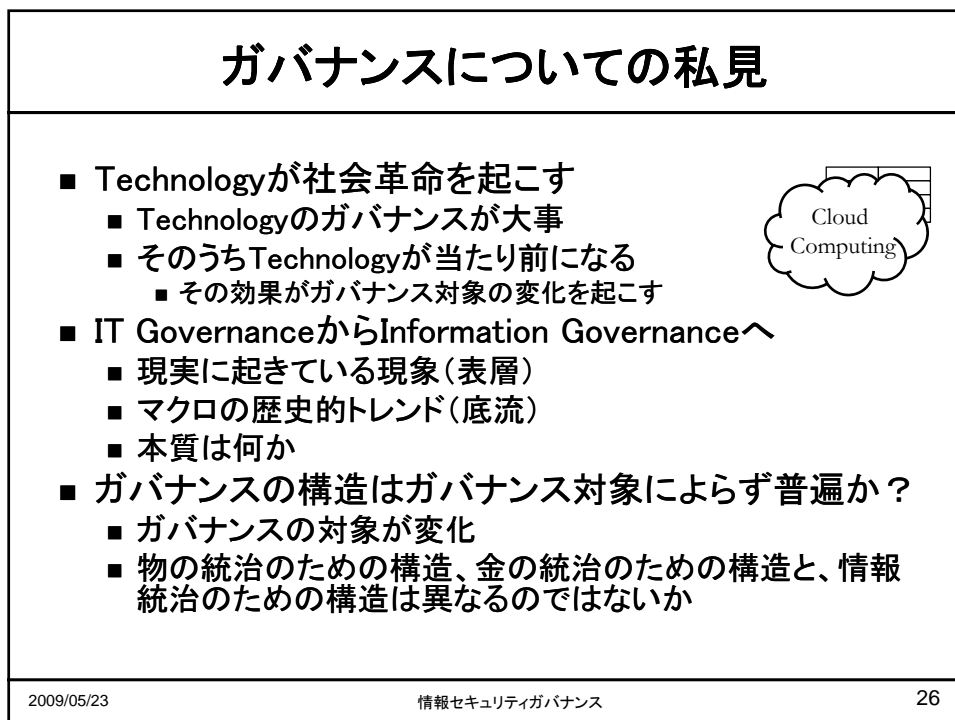 ガバナンスについての私見
■ Technologyが社会革命を起こす
■ Technologyのガバナンスが大事
■ そのうちTechnologyが当たり前になる
■ その効果がガバナンス対象の変化を起こす
Cloud
Computing
■ IT GovernanceからInformation Governanceへ
■ 現実に起きている現象（表層）
■ マクロの歴史的トレンド（底流）
■ 本質は何か
■ ガバナンスの構造はガバナンス対象によらず普遍か？
■ ガバナンスの対象が変化
■ 物の統治のための構造、金の統治のための構造と、情報
統治のための構造は異なるのではないか
2009/05/23
情報セキュリティガバナンス
26